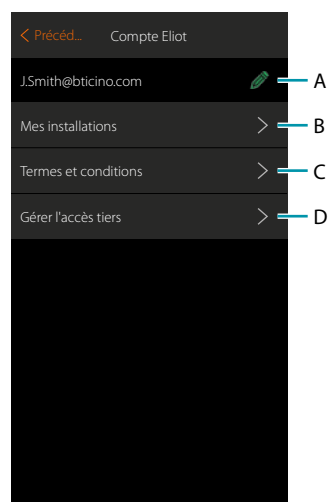 < Précéd... Compte Eliot
J.Smith@bticino.com A
Mes installations B
Termes et conditions C
Gérer l'accès tiers D